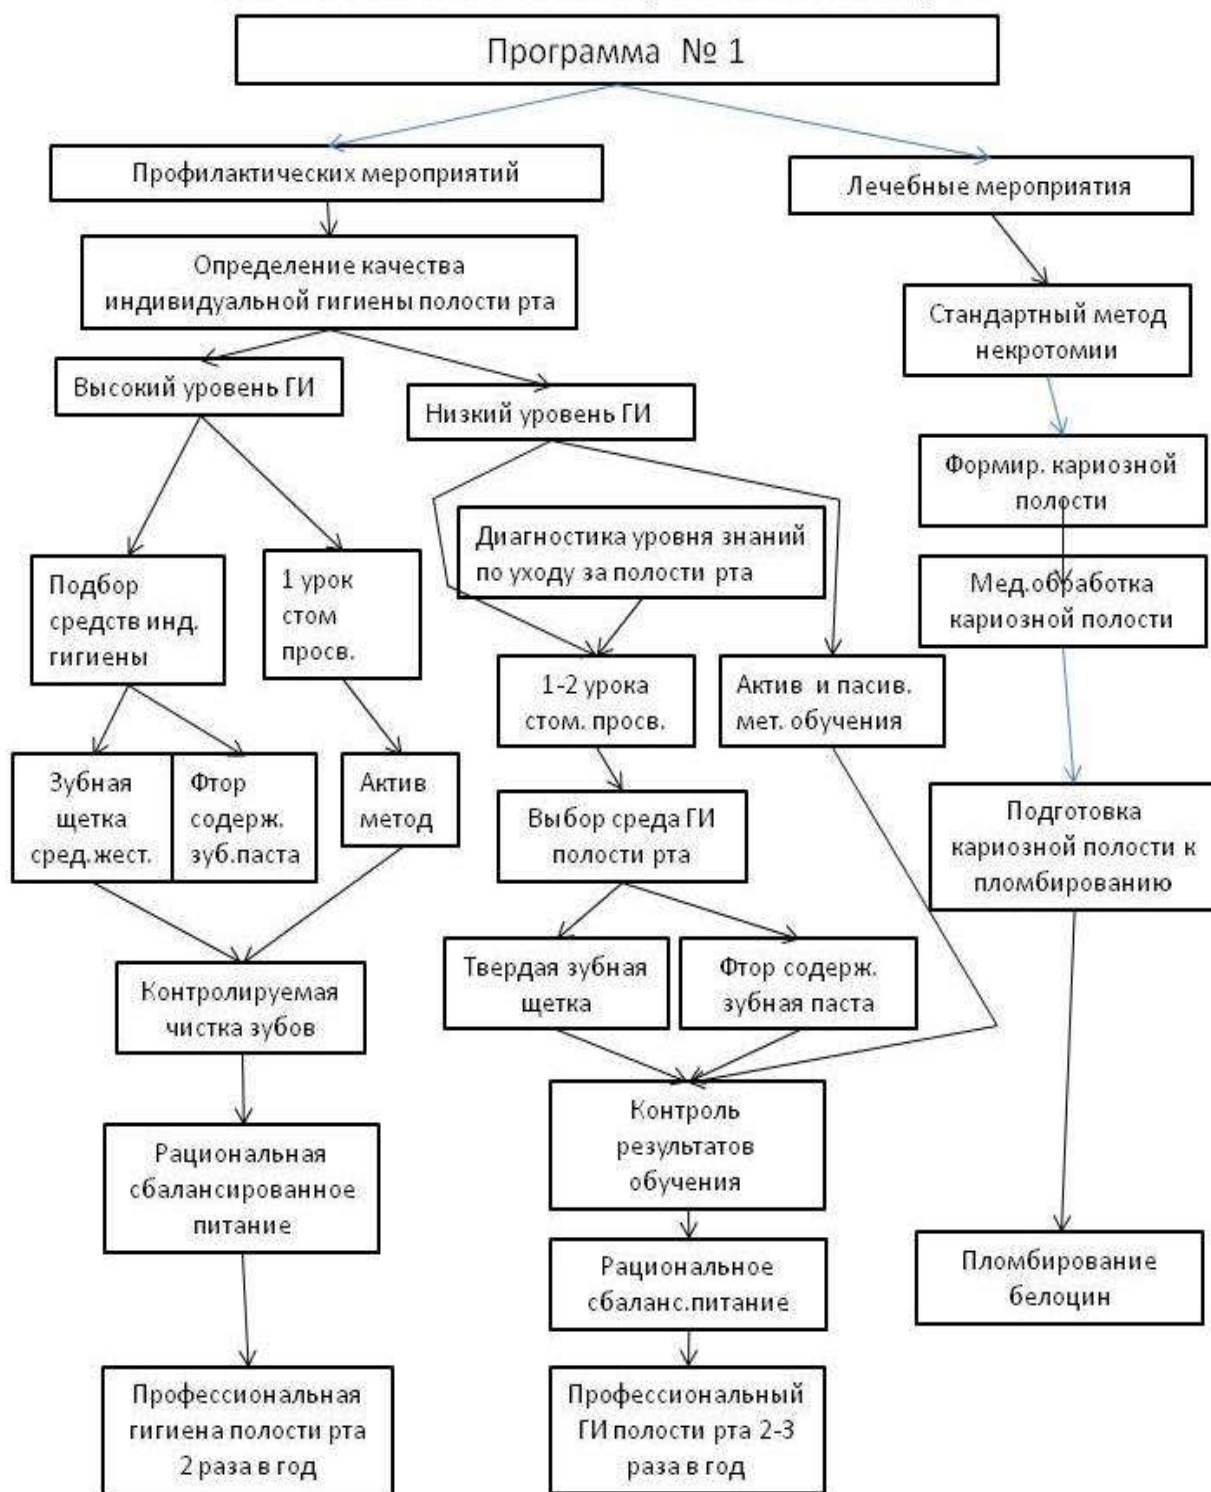 Программа № 1
Профилактических мероприятий
Лечебные мероприятия
Определение качества
индивидуальной гигиены полости рта
Стандартный метод
некротомии
Высокий уровень ГИ
Низкий уровень ГИ
Формир. кариозной
полости
Диагностика уровня знаний
по уходу за полости рта
Подбор
средств инд.
гигиены
1 урок
стом
просв.
Мед.обработка
кариозной полости
1-2 урока
стом. просв.
Актив и пасив.
мет. обучения
Зубная
щетка
сред.жест.
Фтор
содерж.
зуб.паста
Актив
метод
Выбор среда ГИ
полости рта
Подготовка
кариозной полости к
пломбированию
Твердая зубная
щетка
Фтор содерж.
зубная паста
Контролируемая
чистка зубов
Контроль
результатов
обучения
Рациональная
сбалансированное
питание
Рациональное
сбаланс.питание
Пломбирование
белоцин
Профессиональная
гигиена полости рта
2 раза в год
Профессиональный
ГИ полости рта 2-3
раза в год